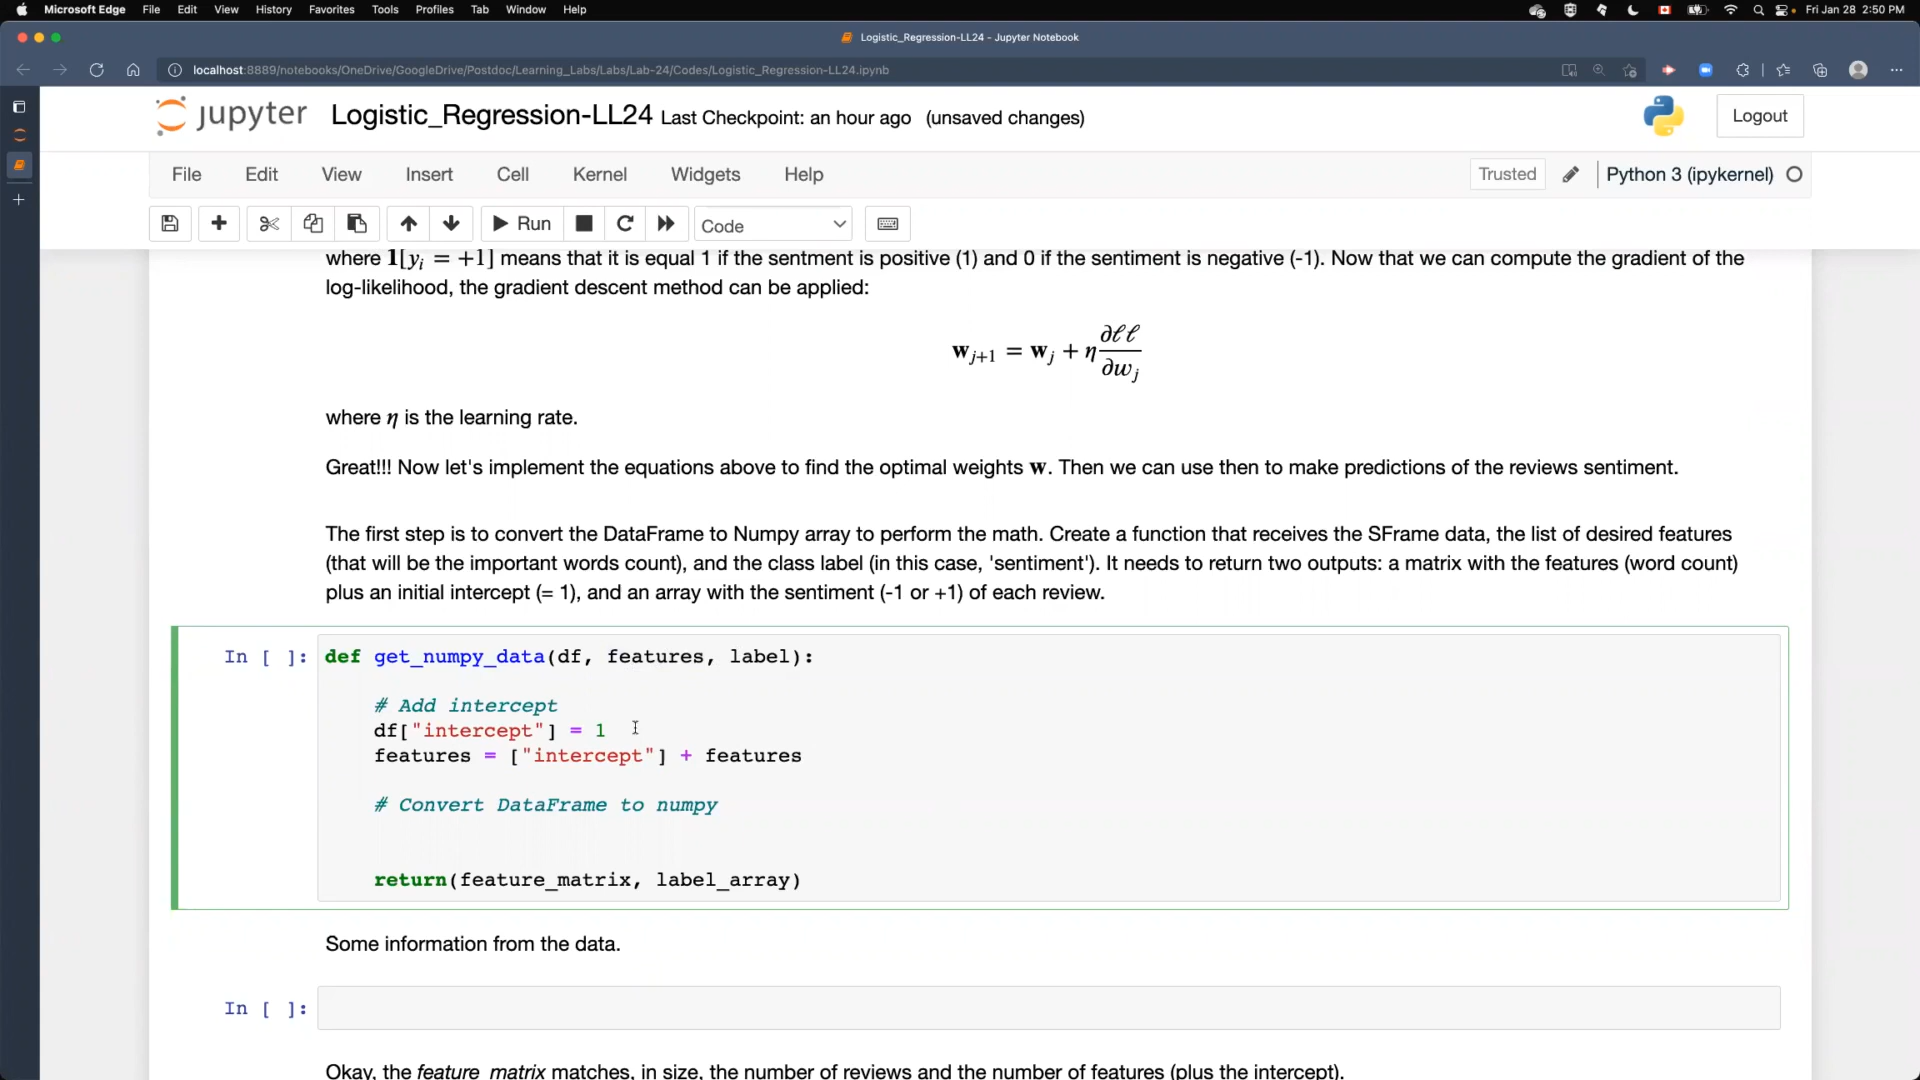 Microsoft Edge File Edit View History Favorites Tools Profiles Tab Window Help Fri Jan 28 2:50 PM
Logistic_Regression-LL24 - Jupyter Notebook
localhost:8889/notebooks/OneDrive/GoogleDrive/Postdoc/Learning_Labs/Labs/Lab-24/Codes/Logistic_Regression-LL24.ipynb
jupyter Logistic_Regression-LL24 Last Checkpoint: an hour ago (unsaved changes) Logout
File Edit View Insert Cell Kernel Widgets Help Trusted Python 3 (ipykernel)
Run Code
where 1[yᵢ = +1] means that it is equal 1 if the sentment is positive (1) and 0 if the sentiment is negative (-1). Now that we can compute the gradient of the
log-likelihood, the gradient descent method can be applied:
w_{j+1} = w_j + η ∂ℓℓ/∂w_j
where η is the learning rate.
Great!!! Now let's implement the equations above to find the optimal weights w. Then we can use then to make predictions of the reviews sentiment.
The first step is to convert the DataFrame to Numpy array to perform the math. Create a function that receives the SFrame data, the list of desired features
(that will be the important words count), and the class label (in this case, 'sentiment'). It needs to return two outputs: a matrix with the features (word count)
plus an initial intercept (= 1), and an array with the sentiment (-1 or +1) of each review.
In [ ]: def get_numpy_data(df, features, label):
# Add intercept
df["intercept"] = 1
features = ["intercept"] + features
# Convert DataFrame to numpy
return(feature_matrix, label_array)
Some information from the data.
In [ ]:
Okay, the feature_matrix matches, in size, the number of reviews and the number of features (plus the intercept).